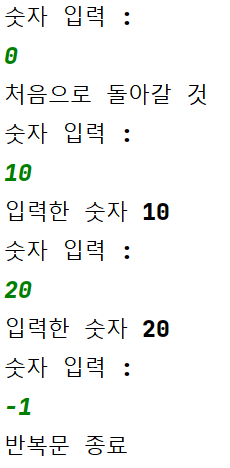 숫자 입력 :
0
처음으로 돌아갈 것
숫자 입력 :
10
입력한 숫자 10
숫자 입력 :
20
입력한 숫자 20
숫자 입력 :
-1
반복문 종료